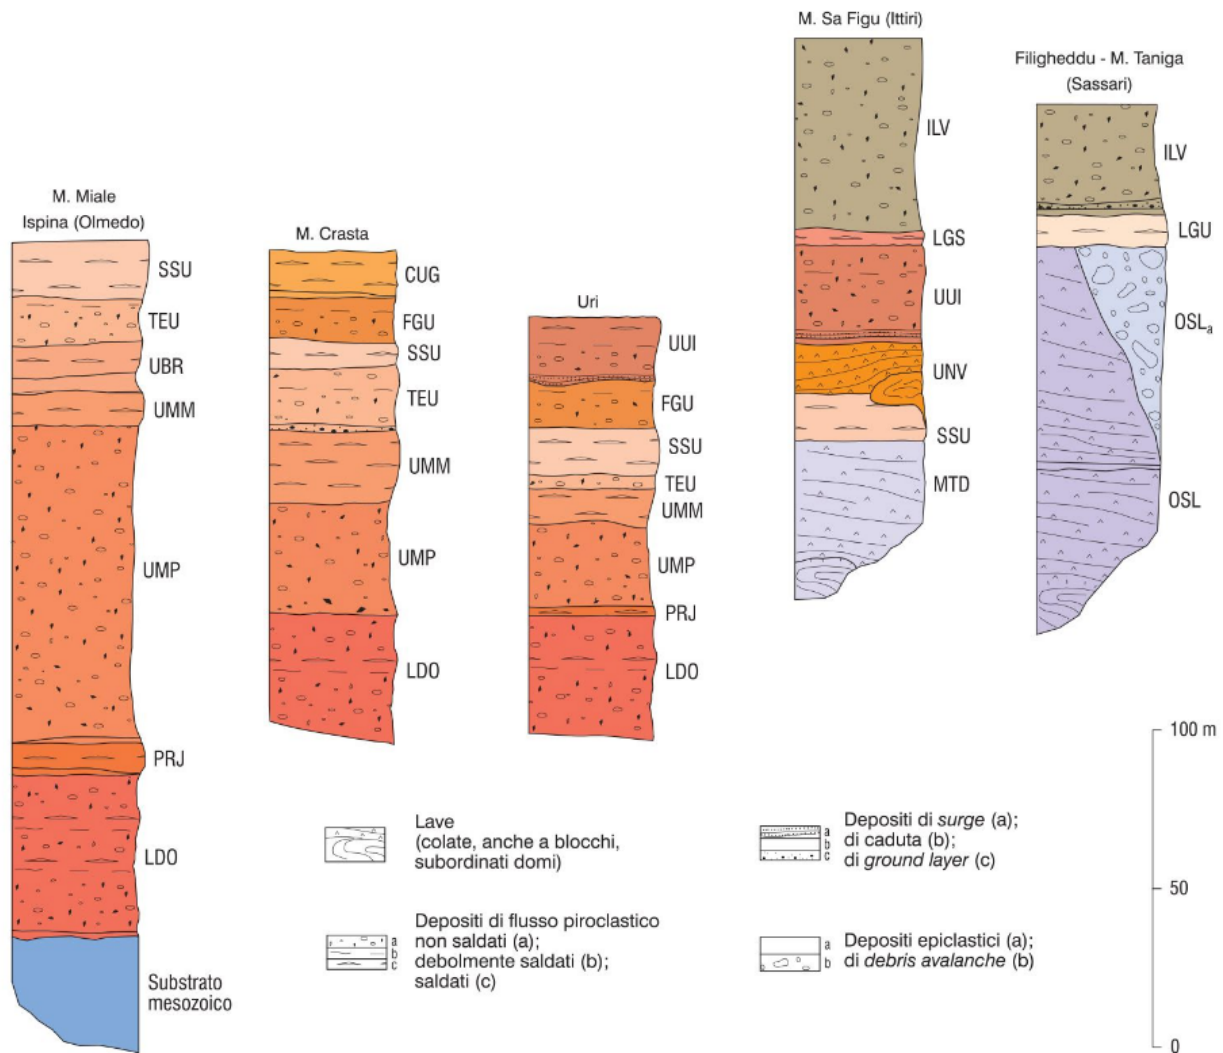 M. Miale
Ispina (Olmedo)
SSU
TEU
UBR
UMM
UMP
PRJ
LDO
Substrato
mesozoico
M. Crasta
CUG
FGU
SSU
TEU
UMM
UMP
LDO
Uri
UUI
FGU
SSU
TEU
UMM
UMP
PRJ
LDO
M. Sa Figu (Ittiri)
ILV
LGS
UUI
UNV
SSU
MTD
Filigheddu - M. Taniga
(Sassari)
ILV
LGU
OSLa
OSL
Lave
(colate, anche a blocchi,
subordinati domi)
a
b
c
Depositi di flusso piroclastico
non saldati (a);
debolmente saldati (b);
saldati (c)
a
b
c
Depositi di surge (a);
di caduta (b);
di ground layer (c)
a
b
Depositi epiclastici (a);
di debris avalanche (b)
100 m
50
0